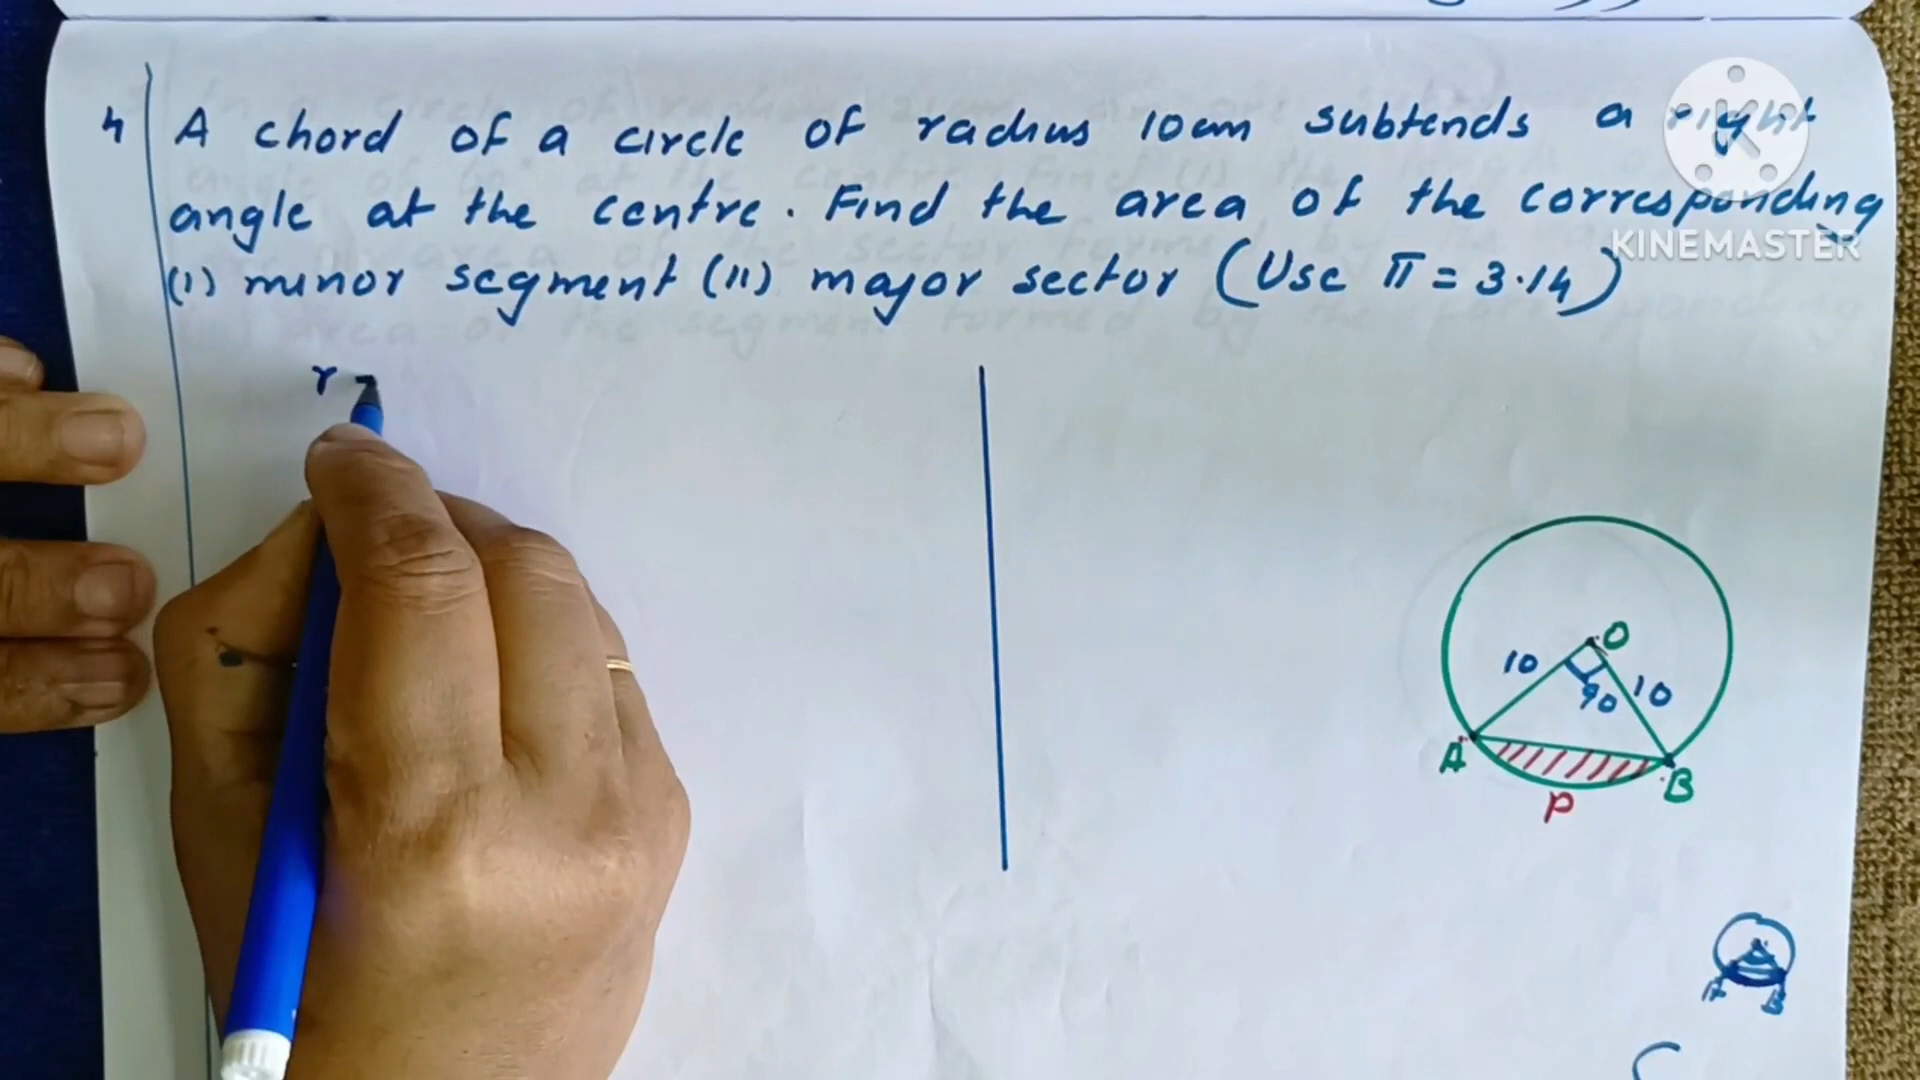 4 A chord of a circle of radius 10cm subtends a right
angle at the centre. Find the area of the corresponding
KINEMASTER
(i) minor segment (ii) major sector (Use π = 3.14)
r =
O
10
90 10
A
B
P
A B